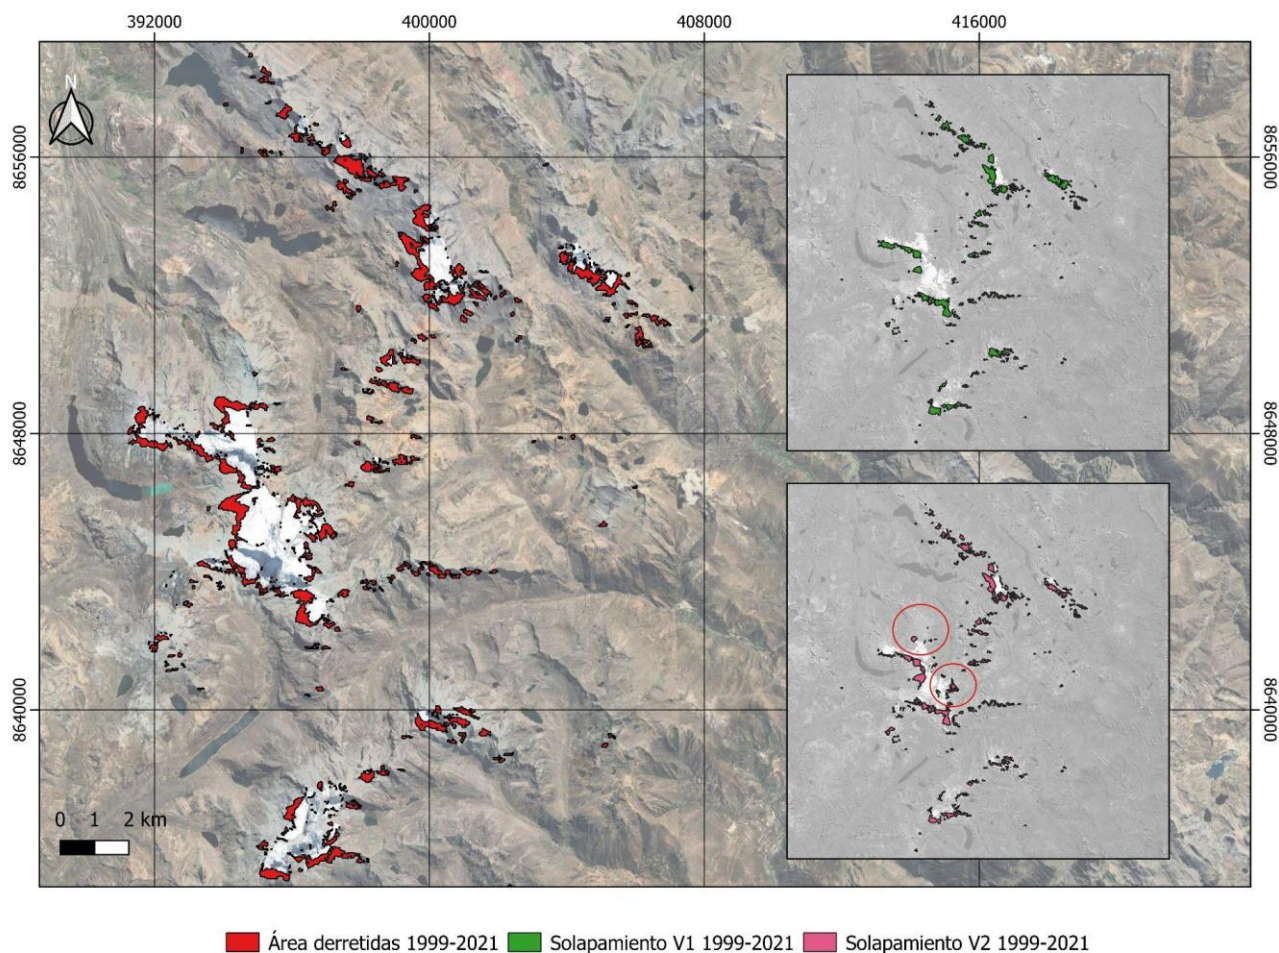 392000 400000 408000 416000
N
8656000 8656000
8648000 8648000
8640000 8640000
0 1 2 km
Área derretidas 1999-2021 Solapamiento V1 1999-2021 Solapamiento V2 1999-2021